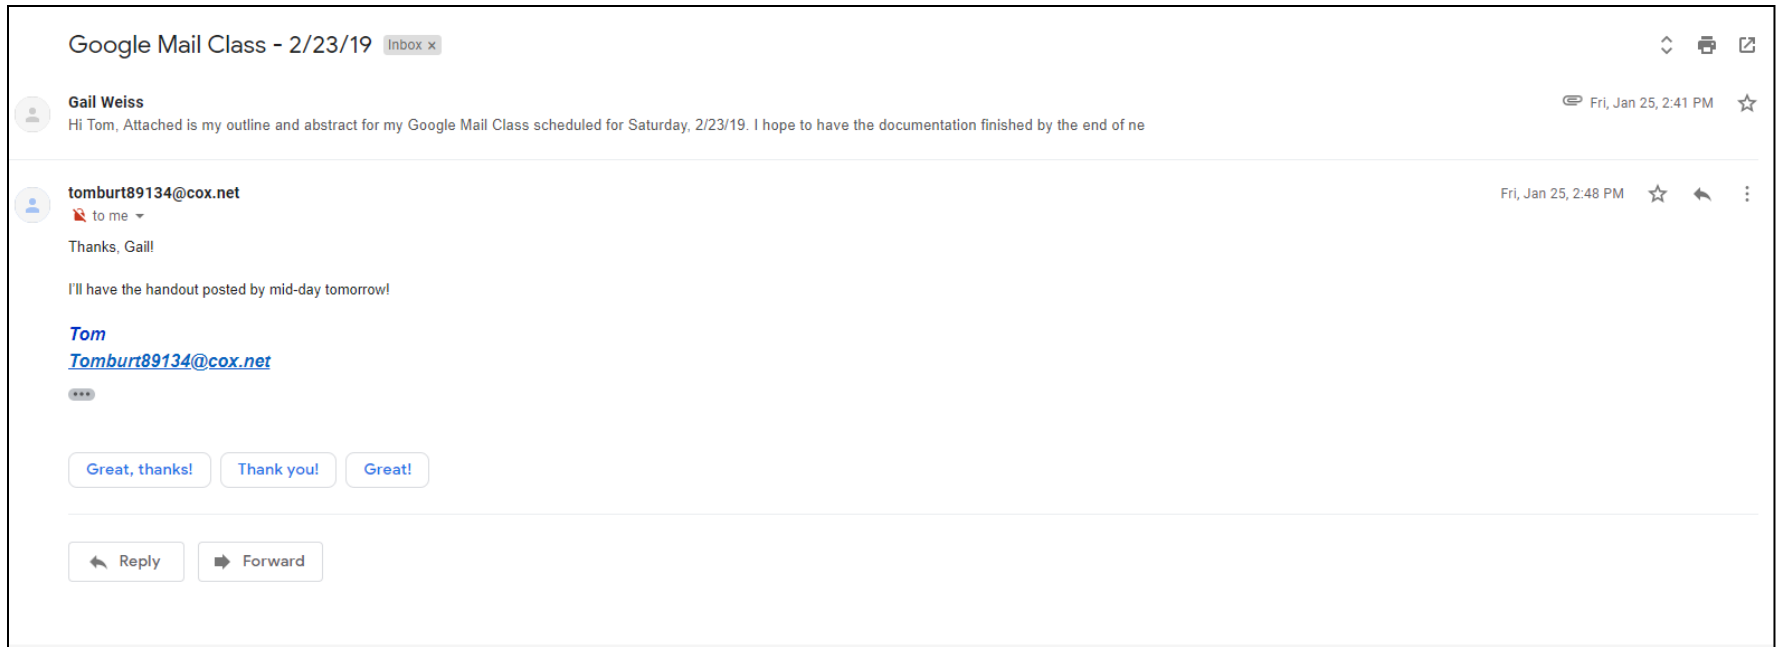 Google Mail Class - 2/23/19 Inbox x
Gail Weiss Fri, Jan 25, 2:41 PM
Hi Tom, Attached is my outline and abstract for my Google Mail Class scheduled for Saturday, 2/23/19. I hope to have the documentation finished by the end of ne
tomburt89134@cox.net Fri, Jan 25, 2:48 PM
to me
Thanks, Gail!
I'll have the handout posted by mid-day tomorrow!
Tom
Tomburt89134@cox.net
Great, thanks! Thank you! Great!
Reply Forward